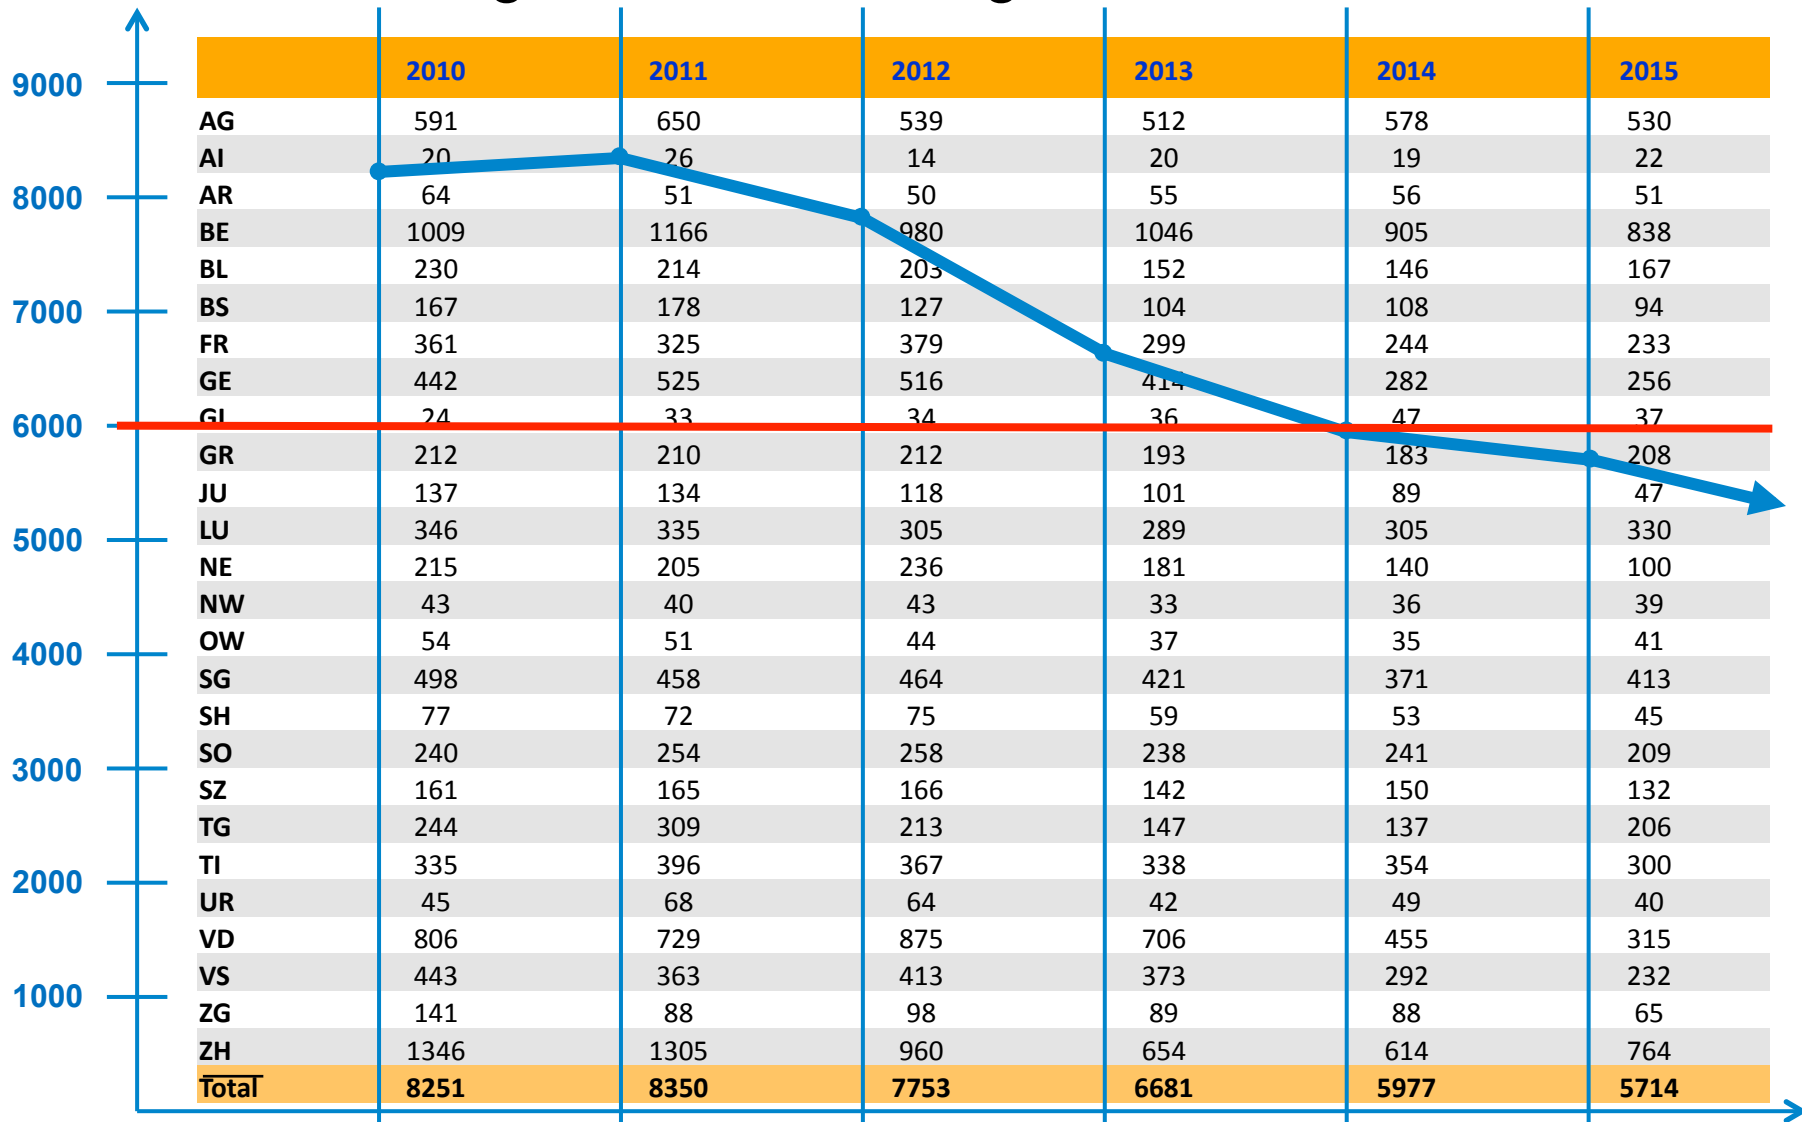 2010 2011 2012 2013 2014 2015
9000
AG 591 650 539 512 578 530
AI 20 26 14 20 19 22
8000
AR 64 51 50 55 56 51
BE 1009 1166 980 1046 905 838
BL 230 214 203 152 146 167
7000
BS 167 178 127 104 108 94
FR 361 325 379 299 244 233
GE 442 525 516 414 282 256
6000
GL 24 33 34 36 47 37
GR 212 210 212 193 183 208
JU 137 134 118 101 89 47
5000
LU 346 335 305 289 305 330
NE 215 205 236 181 140 100
NW 43 40 43 33 36 39
4000
OW 54 51 44 37 35 41
SG 498 458 464 421 371 413
SH 77 72 75 59 53 45
3000
SO 240 254 258 238 241 209
SZ 161 165 166 142 150 132
TG 244 309 213 147 137 206
2000
TI 335 396 367 338 354 300
UR 45 68 64 42 49 40
VD 806 729 875 706 455 315
1000
VS 443 363 413 373 292 232
ZG 141 88 98 89 88 65
ZH 1346 1305 960 654 614 764
Total 8251 8350 7753 6681 5977 5714